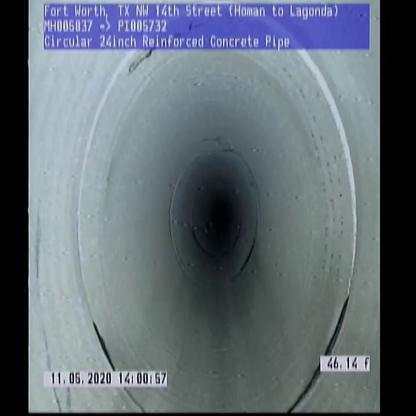 Fort Worth, TX NW 14th Street (Homan to Lagonda)
MH005837 => PI005732
Circular 24inch Reinforced Concrete Pipe
46.14 f
11.05.2020 14:00:57